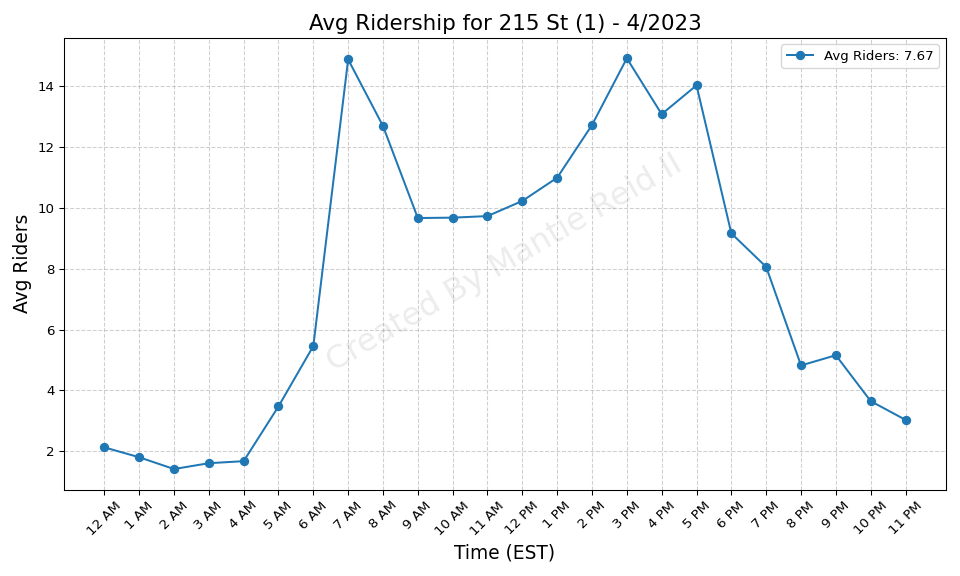 Avg Ridership for 215 St (1) - 4/2023
Avg Riders: 7.67
Avg Riders
14
12
10
8
6
4
2
Created By Mantie Reid II
12 AM
1 AM
2 AM
3 AM
4 AM
5 AM
6 AM
7 AM
8 AM
9 AM
10 AM
11 AM
12 PM
1 PM
2 PM
3 PM
4 PM
5 PM
6 PM
7 PM
8 PM
9 PM
10 PM
11 PM
Time (EST)